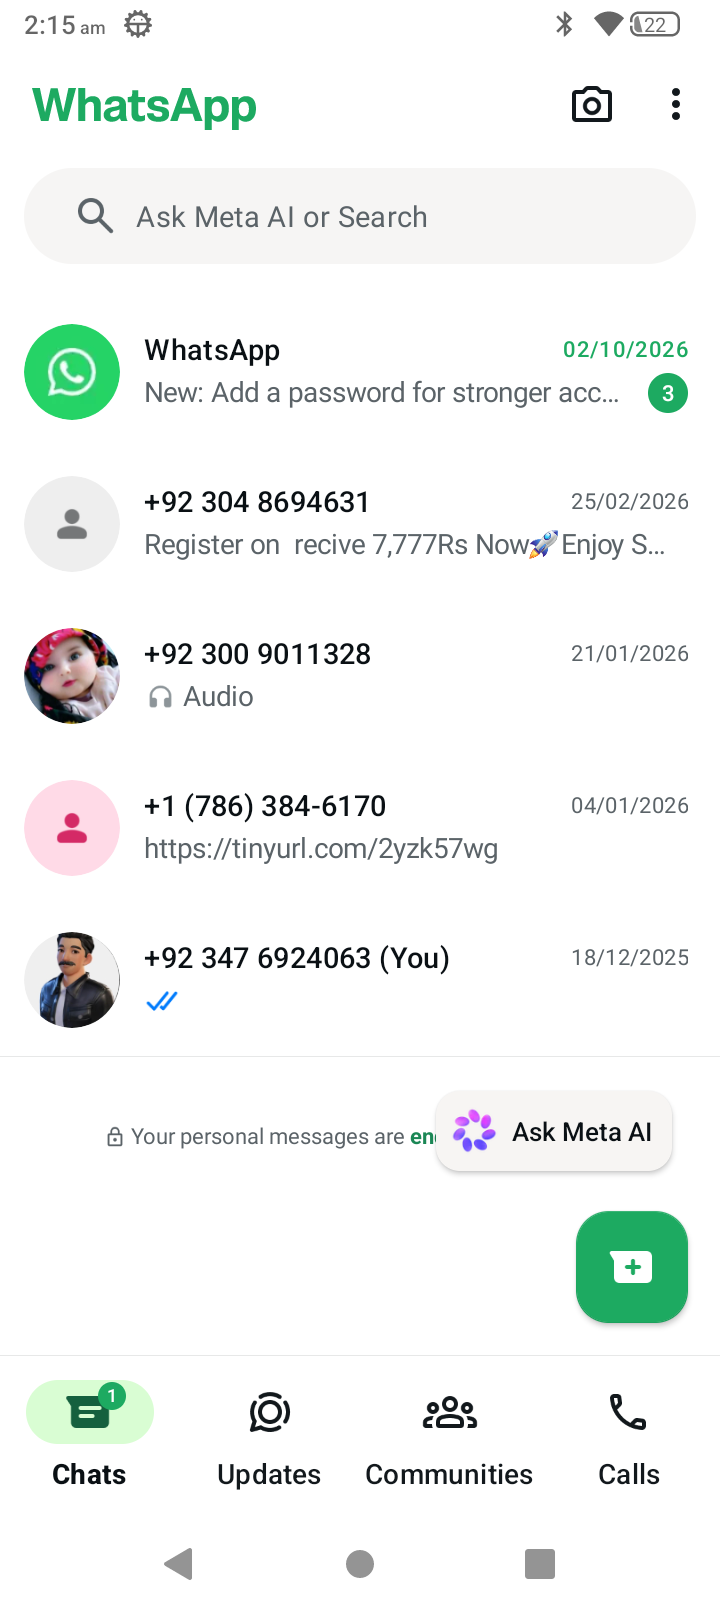 2:15 am
22
WhatsApp
Ask Meta AI or Search
WhatsApp 02/10/2026
New: Add a password for stronger acc... 3
+92 304 8694631 25/02/2026
Register on  recive 7,777Rs Now🚀Enjoy S...
+92 300 9011328 21/01/2026
Audio
+1 (786) 384-6170 04/01/2026
https://tinyurl.com/2yzk57wg
+92 347 6924063 (You) 18/12/2025
Your personal messages are
Ask Meta AI
1
Chats Updates Communities Calls